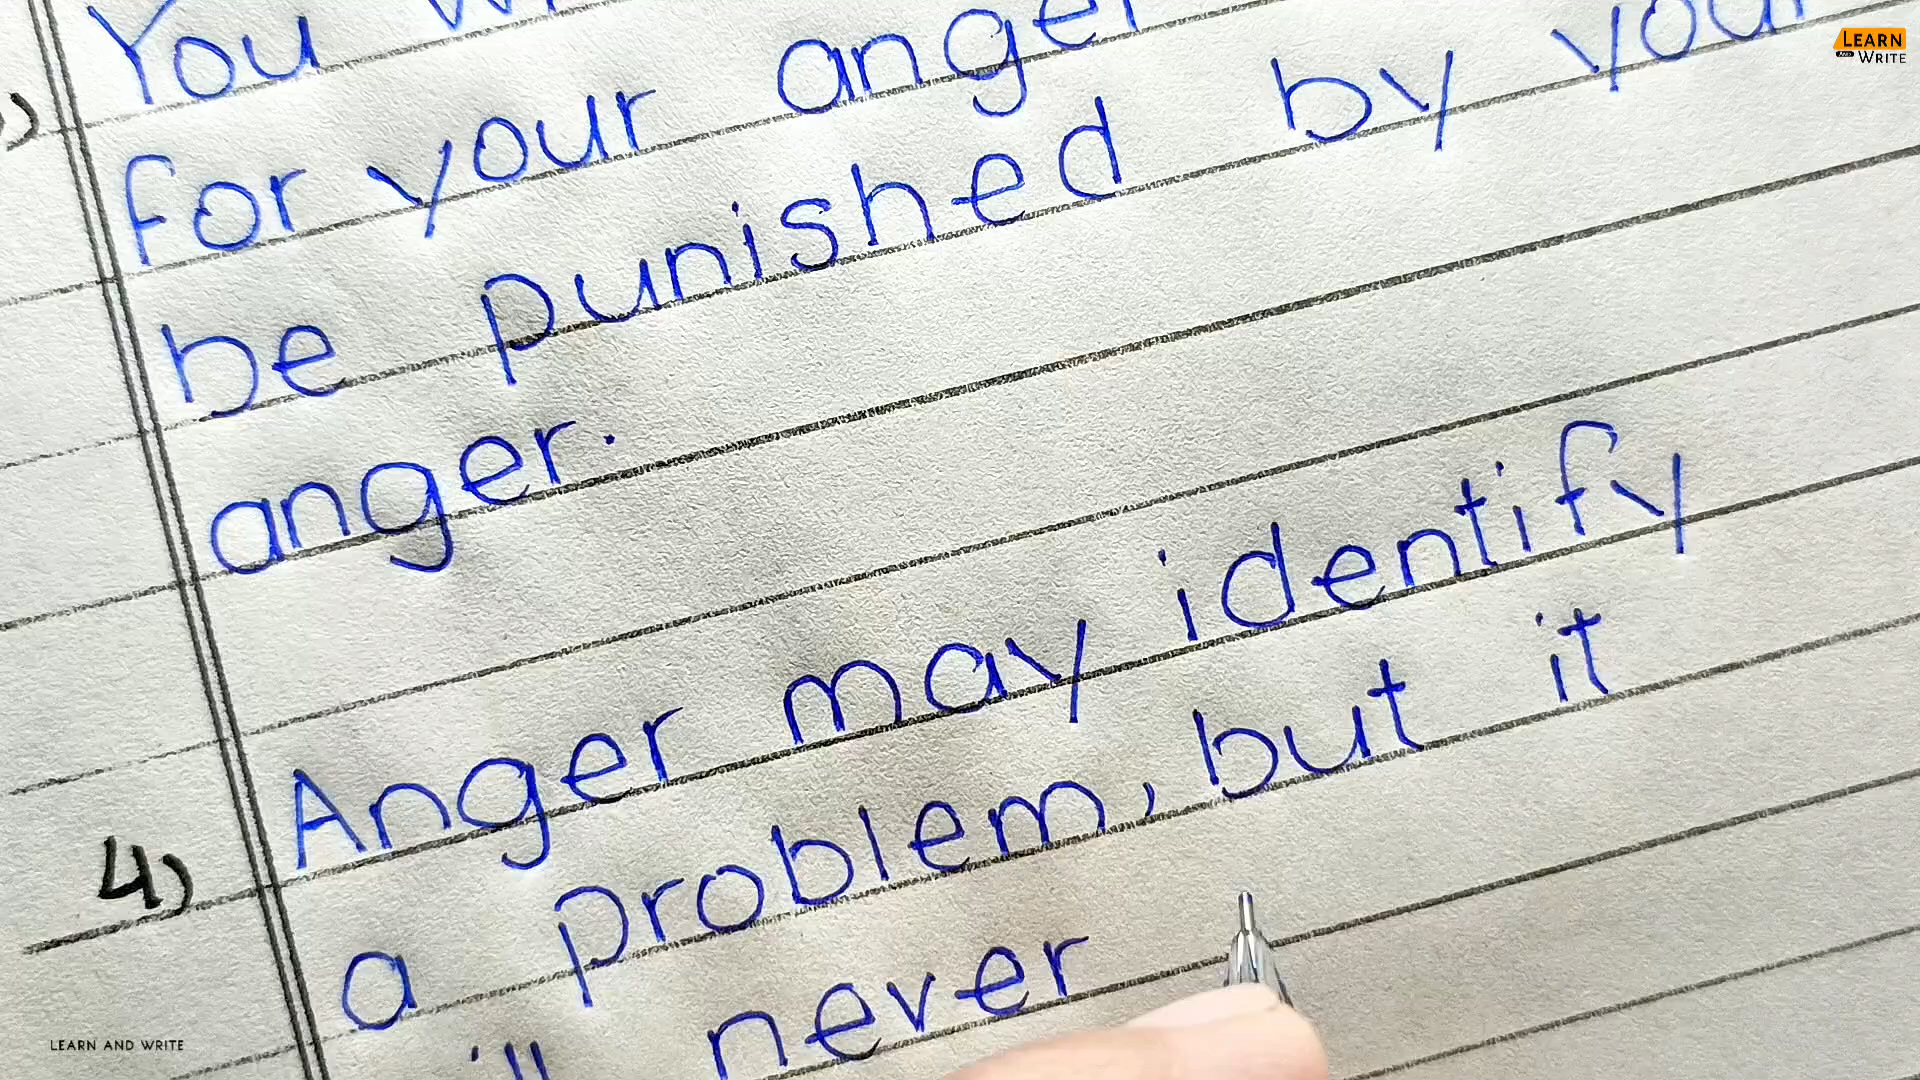 You
for your anger
be punished by your
anger.
4) Anger may identify
a problem, but it
never
LEARN
AND
WRITE
LEARN AND WRITE